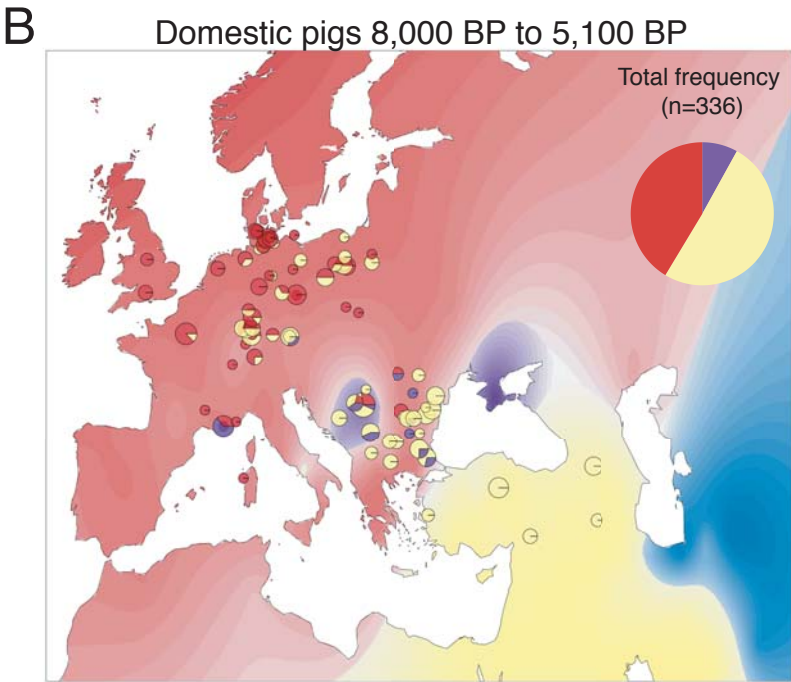 B
Domestic pigs 8,000 BP to 5,100 BP
Total frequency
(n=336)